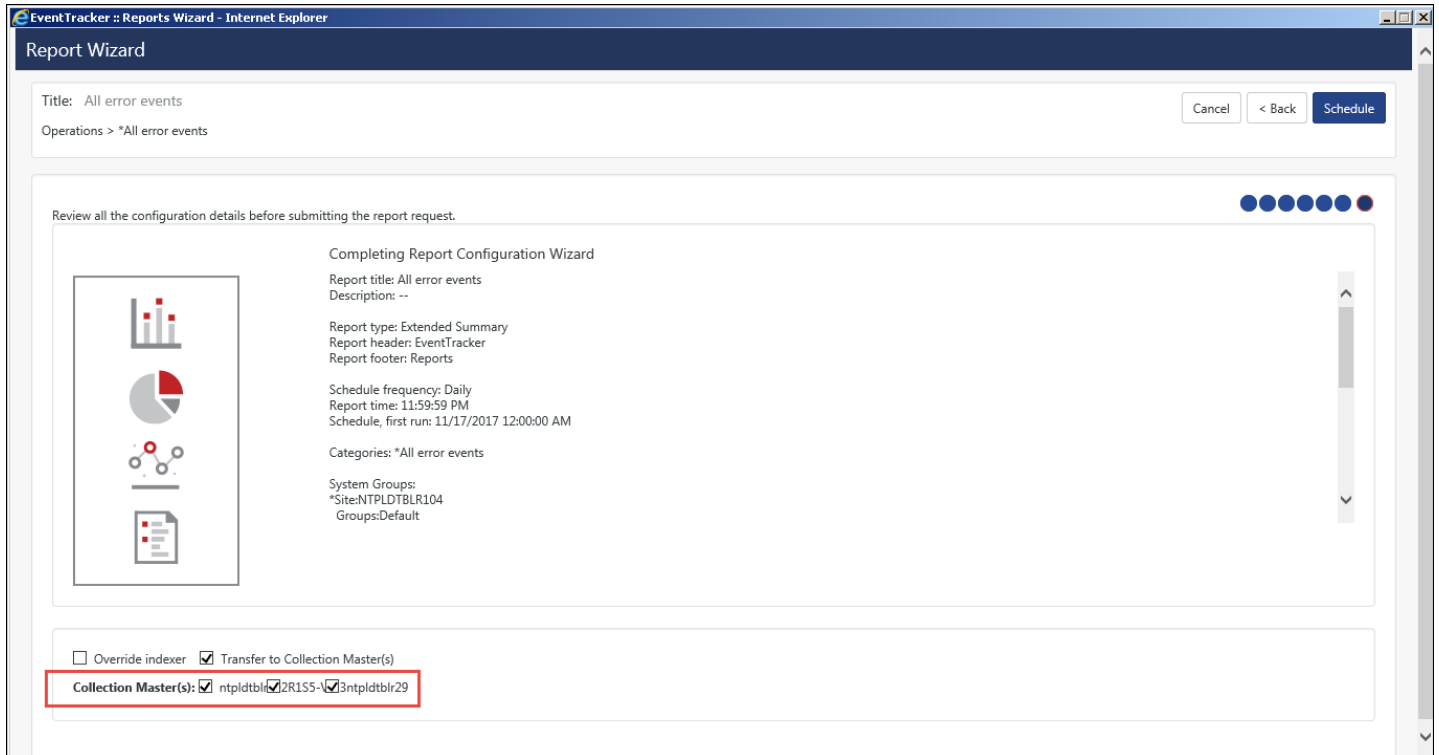 EventTracker :: Reports Wizard - Internet Explorer
Report Wizard
Title: All error events
Cancel
< Back
Schedule
Operations > *All error events
Review all the configuration details before submitting the report request.
Completing Report Configuration Wizard
Report title: All error events
Description: --
Report type: Extended Summary
Report header: EventTracker
Report footer: Reports
Schedule frequency: Daily
Report time: 11:59:59 PM
Schedule, first run: 11/17/2017 12:00:00 AM
Categories: *All error events
System Groups:
*Site:NTPLDTBLR104
Groups:Default
Override indexer Transfer to Collection Master(s)
Collection Master(s): ntpldtblr 2R1S5-\ 3ntpldtblr29